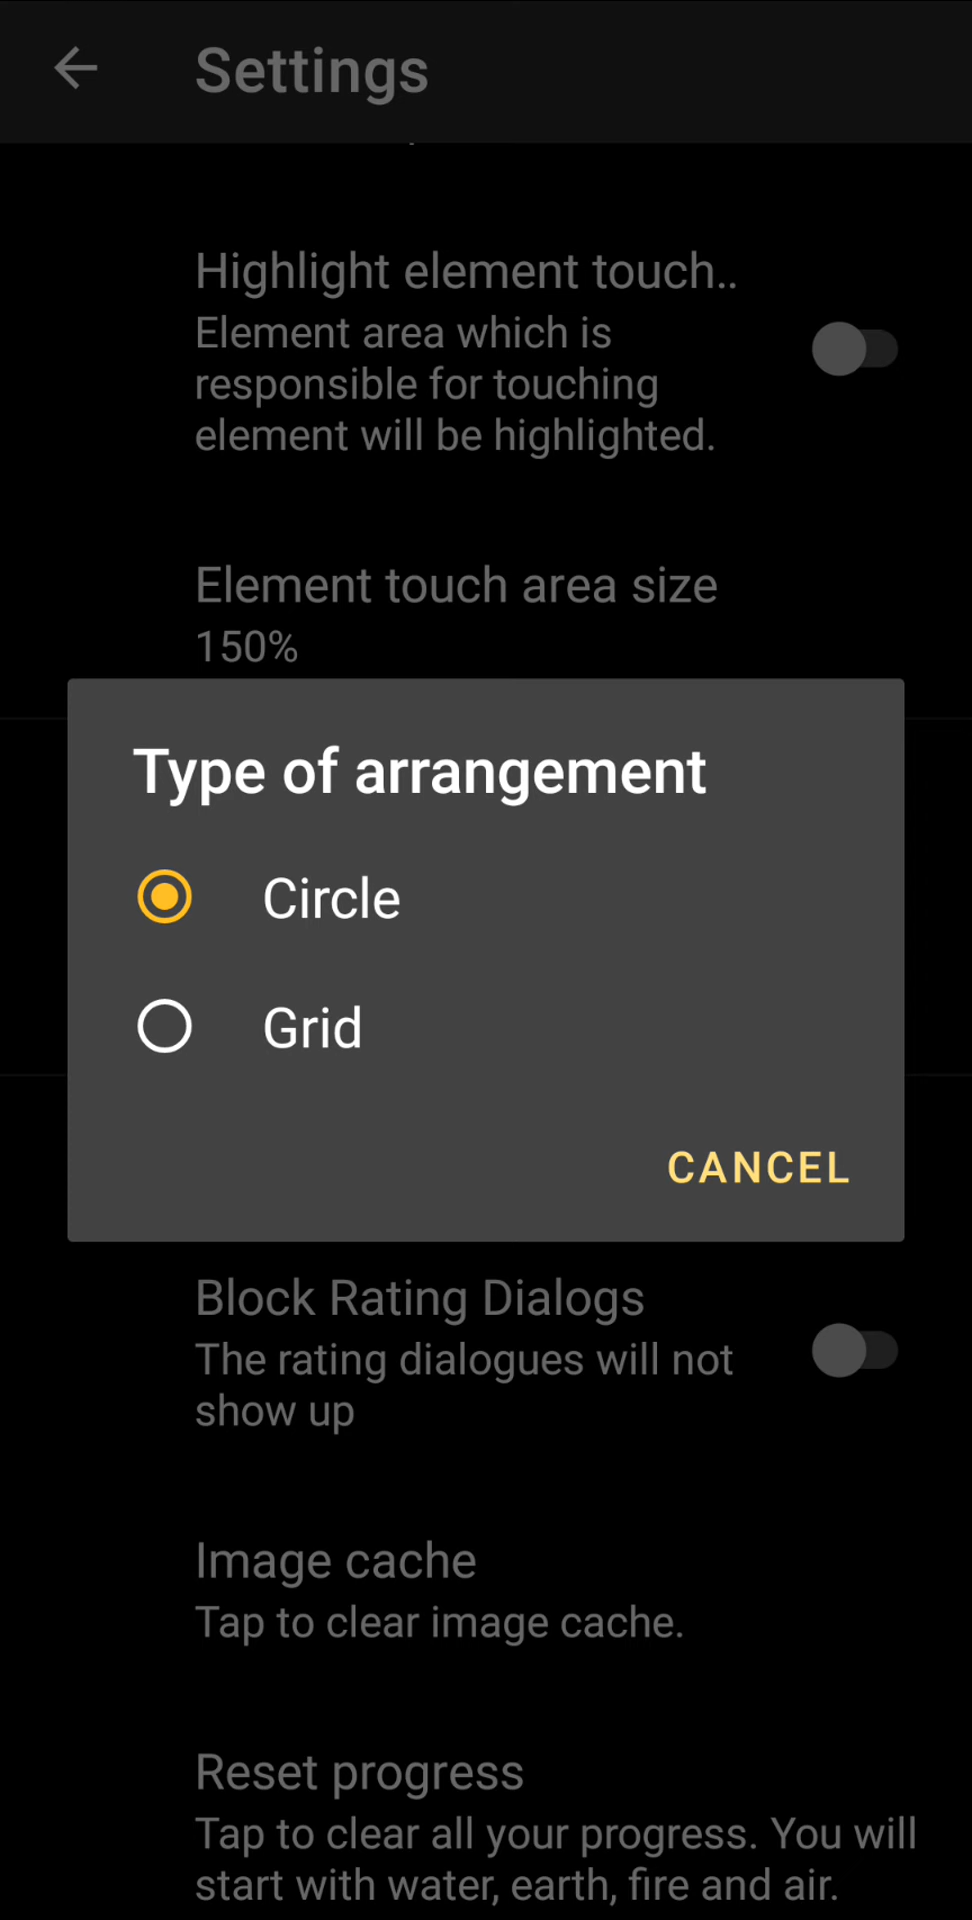 Settings
Highlight element touch..
Element area which is
responsible for touching
element will be highlighted.
Element touch area size
150%
Type of arrangement
Circle
Grid
CANCEL
Block Rating Dialogs
The rating dialogues will not
show up
Image cache
Tap to clear image cache.
Reset progress
Tap to clear all your progress. You will
start with water, earth, fire and air.